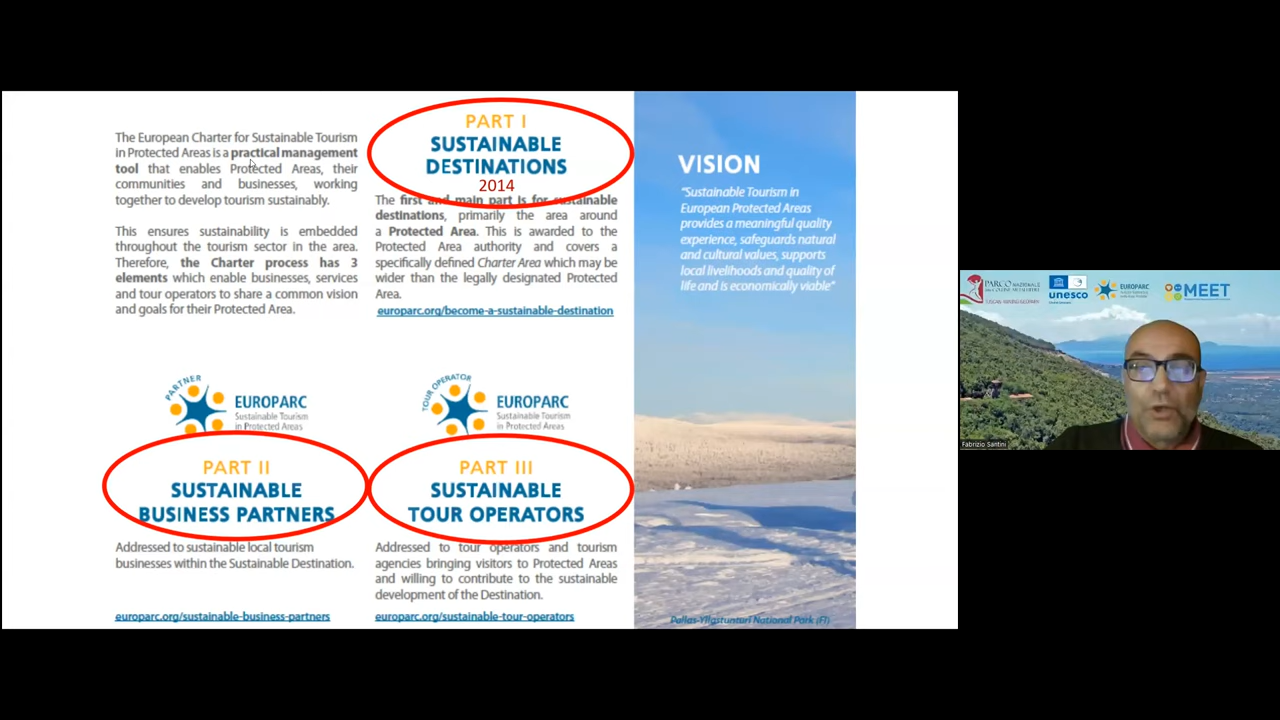 The European Charter for Sustainable Tourism
in Protected Areas is a practical management
tool that enables Protected Areas, their
communities and businesses, working
together to develop tourism sustainably.
This ensures sustainability is embedded
throughout the tourism sector in the area.
Therefore, the Charter process has 3
elements which enable businesses, services
and tour operators to share a common vision
and goals for their Protected Area.
PART I
SUSTAINABLE
DESTINATIONS
2014
The first and main part is for sustainable
destinations, primarily the area around
a Protected Area. This is awarded to the
Protected Area authority and covers a
specifically defined Charter Area which may be
wider than the legally designated Protected
Area.
europarc.org/become-a-sustainable-destination
PARTNER
EUROPARC
Sustainable Tourism
in Protected Areas
PART II
SUSTAINABLE
BUSINESS PARTNERS
Addressed to sustainable local tourism
businesses within the Sustainable Destination.
europarc.org/sustainable-business-partners
TOUR OPERATOR
EUROPARC
Sustainable Tourism
in Protected Areas
PART III
SUSTAINABLE
TOUR OPERATORS
Addressed to tour operators and tourism
agencies bringing visitors to Protected Areas
and willing to contribute to the sustainable
development of the Destination.
europarc.org/sustainable-tour-operators
VISION
"Sustainable Tourism in
European Protected Areas
provides a meaningful quality
experience, safeguards natural
and cultural values, supports
local livelihoods and quality of
life and is economically viable"
Pallas-Yllastunturi National Park (FI)
PARCO NAZIONALE
TUSCAN MINING GEOPARK
unesco
EUROPARC
MEET
Fabrizio Santini